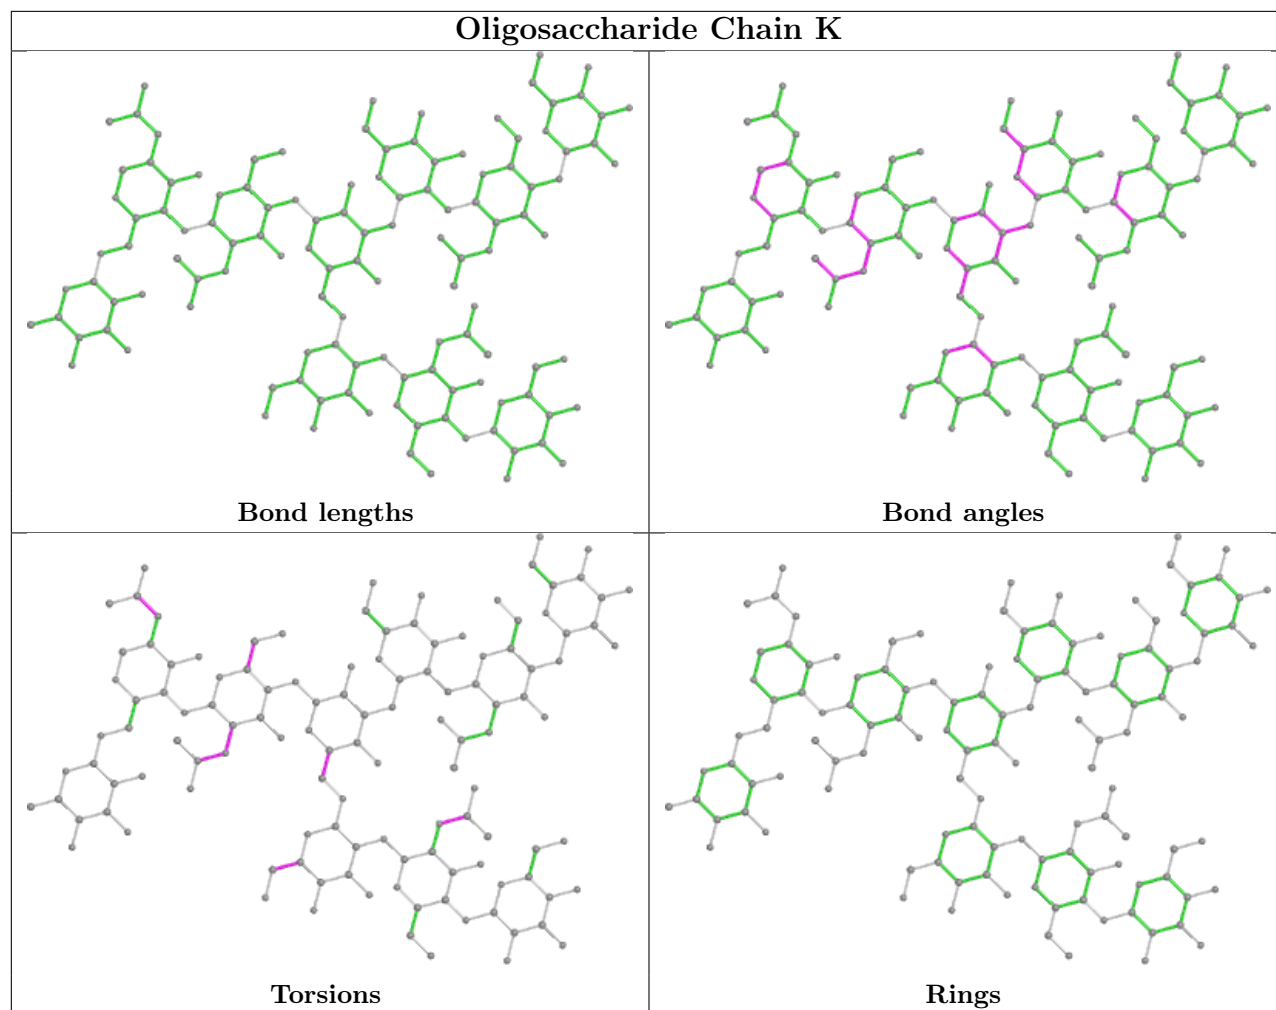 Oligosaccharide Chain K
Bond lengths
Bond angles
Torsions
Rings